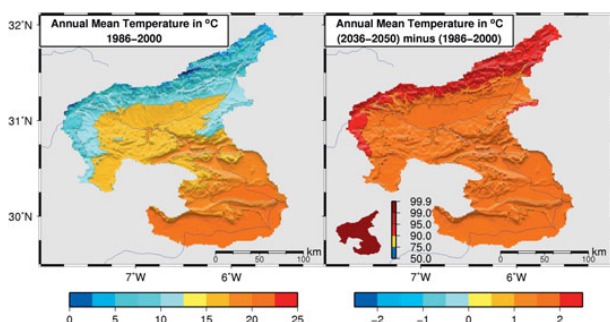 Annual Mean Temperature in ºC
1986−2000
Annual Mean Temperature in ºC
(2036−2050) minus (1986−2000)
32˚N
31˚N
30˚N
7˚W
6˚W
0
50
100
km
7˚W
6˚W
0
50
100
km
99.9
99.0
95.0
90.0
75.0
50.0
0
5
10
15
20
25
−2
−1
0
1
2